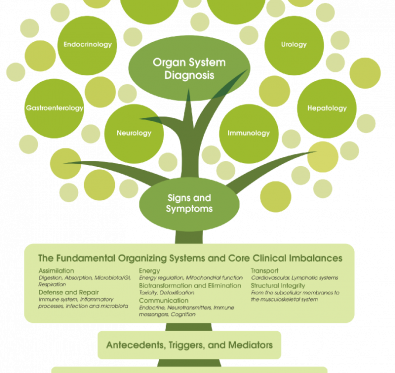 Endocrinology
Urology
Organ System
Diagnosis
Gastroenterology
Hepatology
Neurology
Immunology
Signs and
Symptoms
The Fundamental Organizing Systems and Core Clinical Imbalances
Assimilation
Digestion, Absorption, Microbiota/GI,
Respiration
Defense and Repair
Immune system, Inflammatory
processes, Infection and microbiota
Energy
Energy regulation, Mitochondrial function
Biotransformation and Elimination
Toxicity, Detoxification
Communication
Endocrine, Neurotransmitters, Immune
messengers, Cognition
Transport
Cardiovascular, Lymphatic systems
Structural Integrity
From the subcellular membranes to
the musculoskeletal system
Antecedents, Triggers, and Mediators